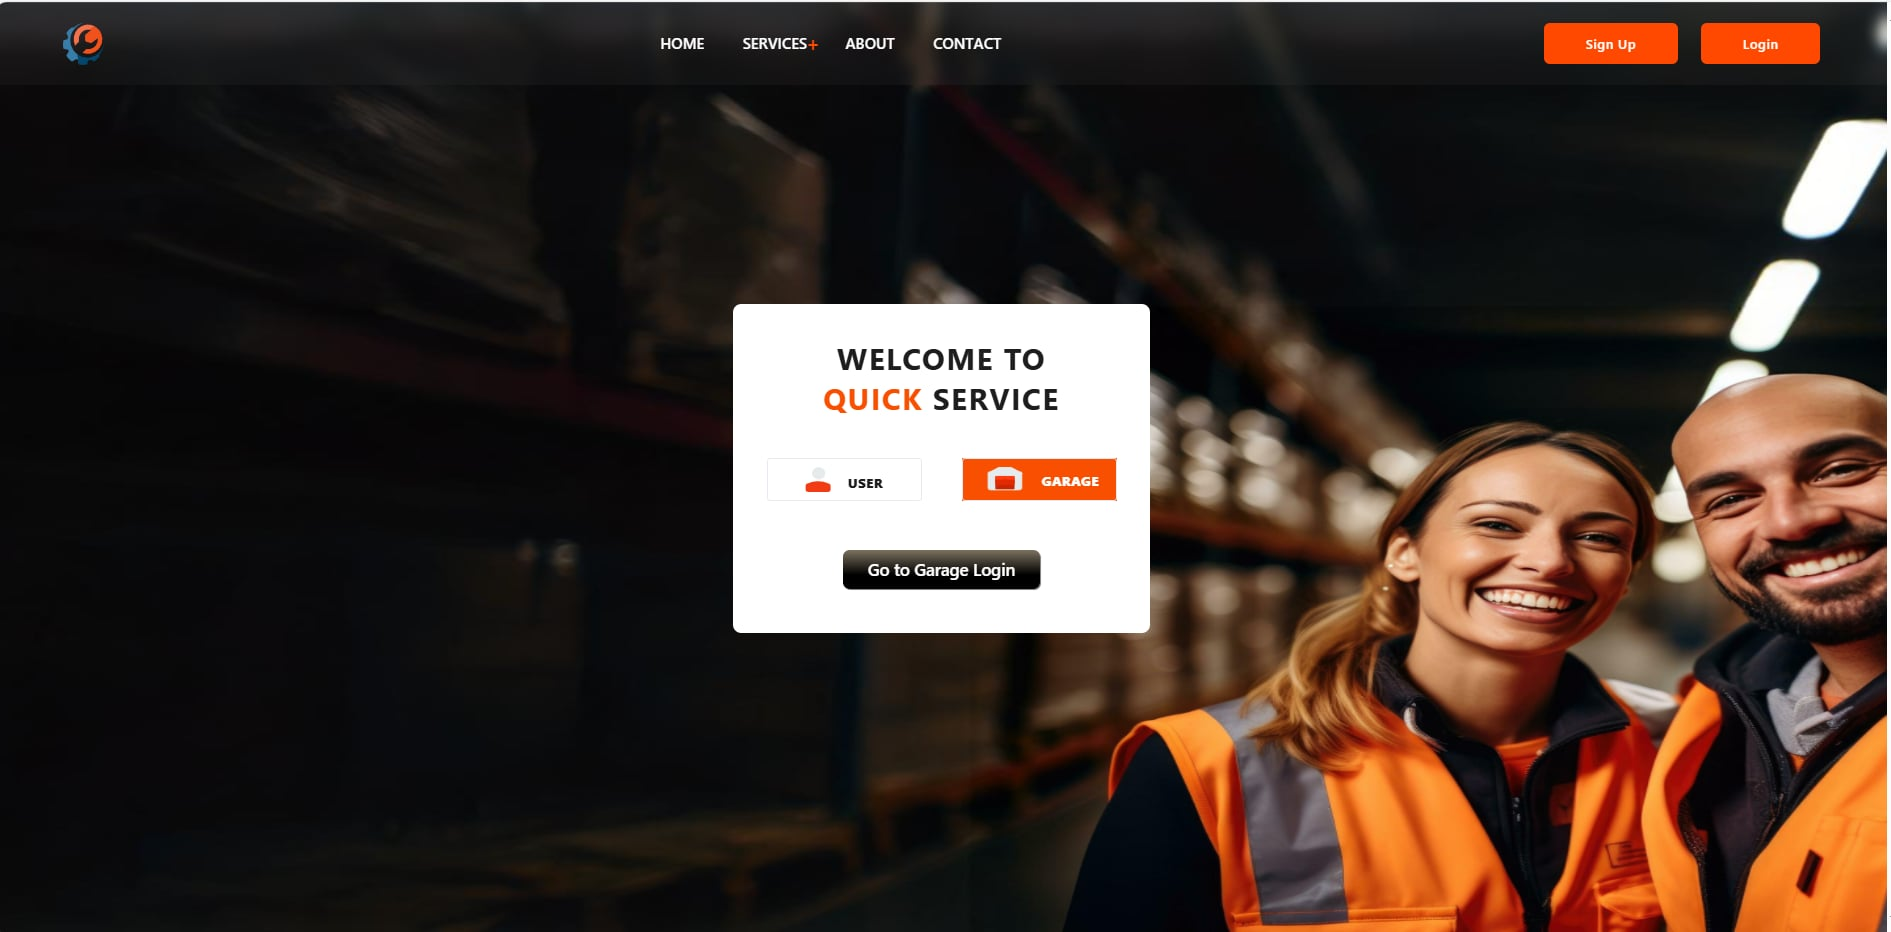 HOME
SERVICES+
ABOUT
CONTACT
Sign Up
Login
WELCOME TO
QUICK SERVICE
USER
GARAGE
Go to Garage Login